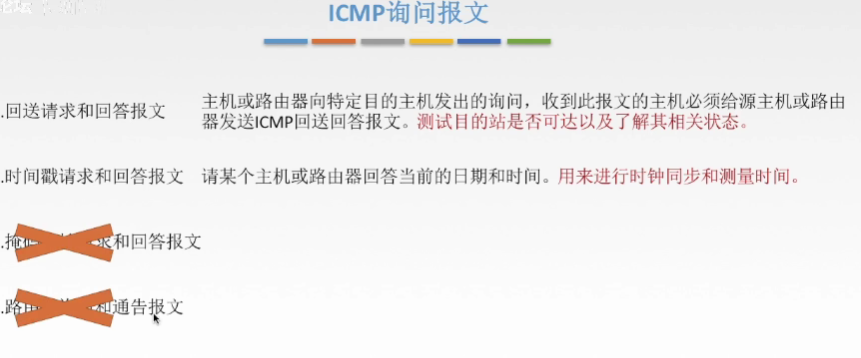 ICMP询问报文
.回送请求和回答报文
主机或路由器向特定目的主机发出的询问，收到此报文的主机必须给源主机或路由
器发送ICMP回送回答报文。测试目的站是否可达以及了解其相关状态。
.时间戳请求和回答报文 请某个主机或路由器回答当前的日期和时间。用来进行时钟同步和测量时间。
.掩 求和回答报文
.路由 和通告报文